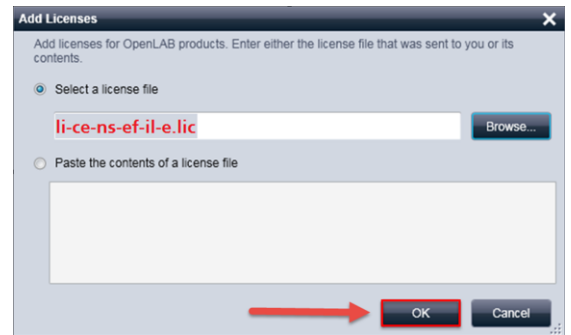 Add Licenses
Add licenses for OpenLAB products. Enter either the license file that was sent to you or its
contents.
Select a license file
li-ce-ns-ef-il-e.lic
Browse...
Paste the contents of a license file
OK
Cancel